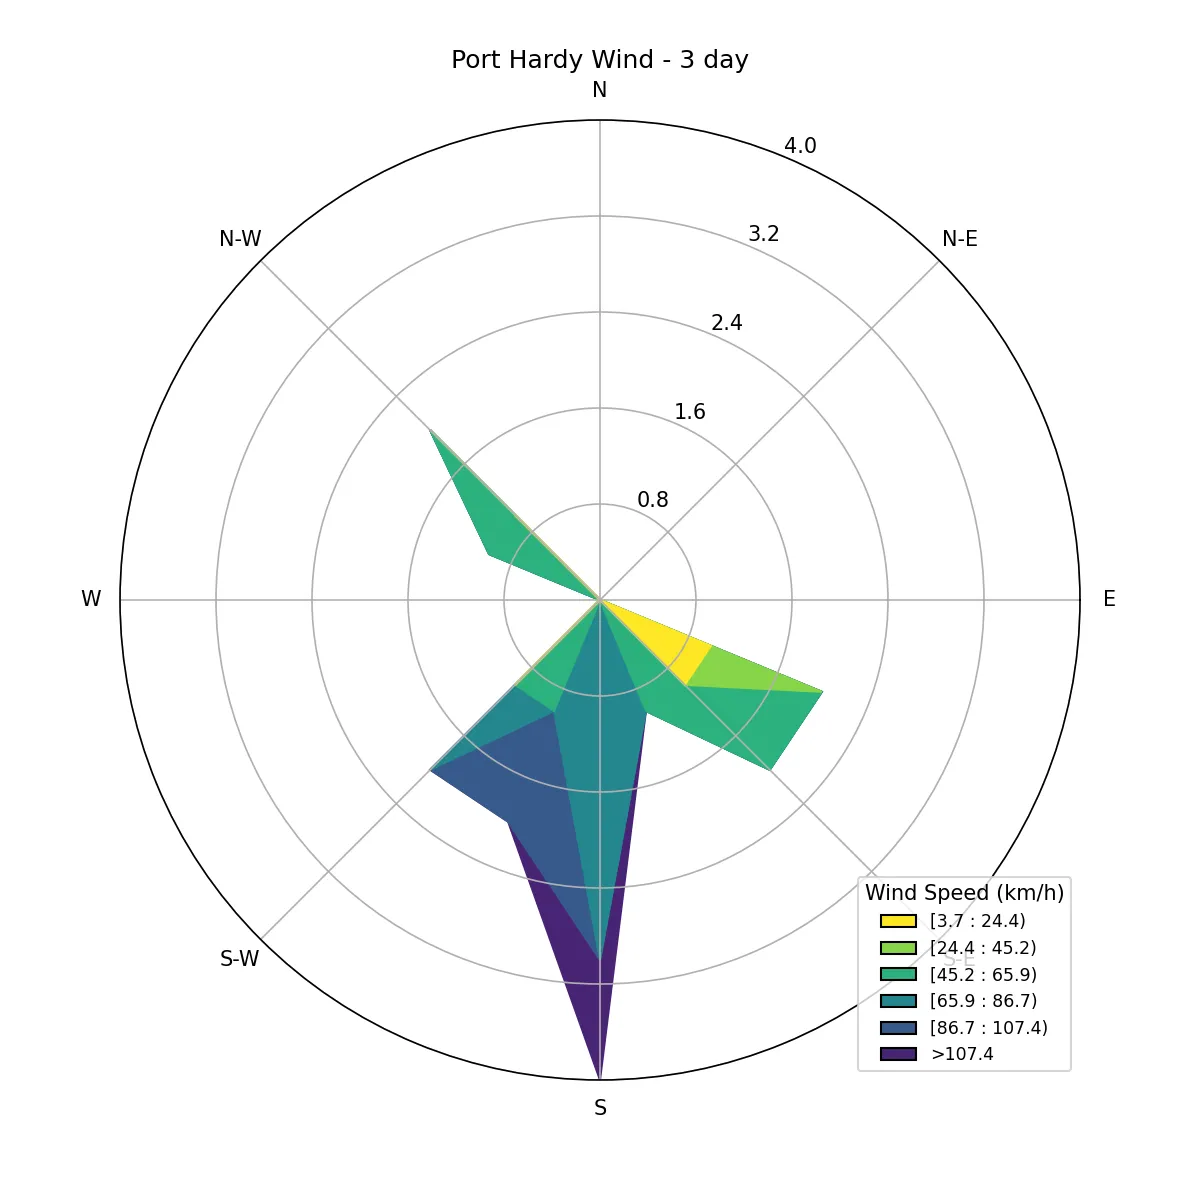 Port Hardy Wind - 3 day
N
4.0
N-W
3.2
N-E
2.4
1.6
0.8
W
E
Wind Speed (km/h)
[3.7 : 24.4)
[24.4 : 45.2)
S-W
S-E
[45.2 : 65.9)
[65.9 : 86.7)
[86.7 : 107.4)
>107.4
S